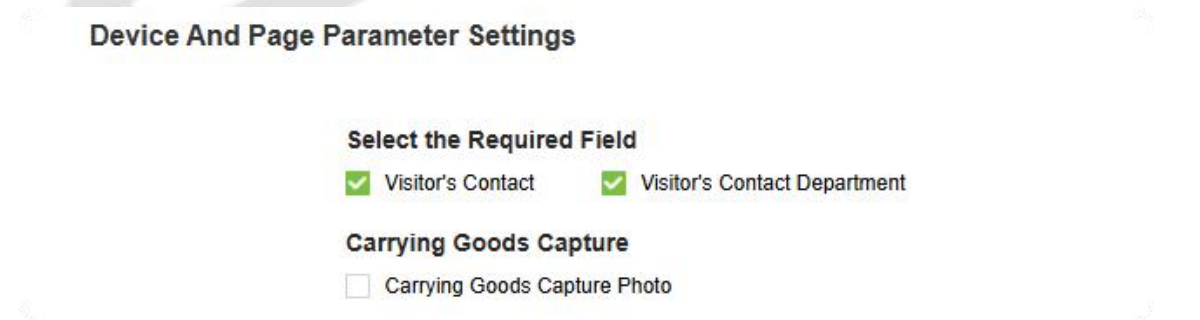 Device And Page Parameter Settings
Select the Required Field
Visitor's Contact Visitor's Contact Department
Carrying Goods Capture
Carrying Goods Capture Photo